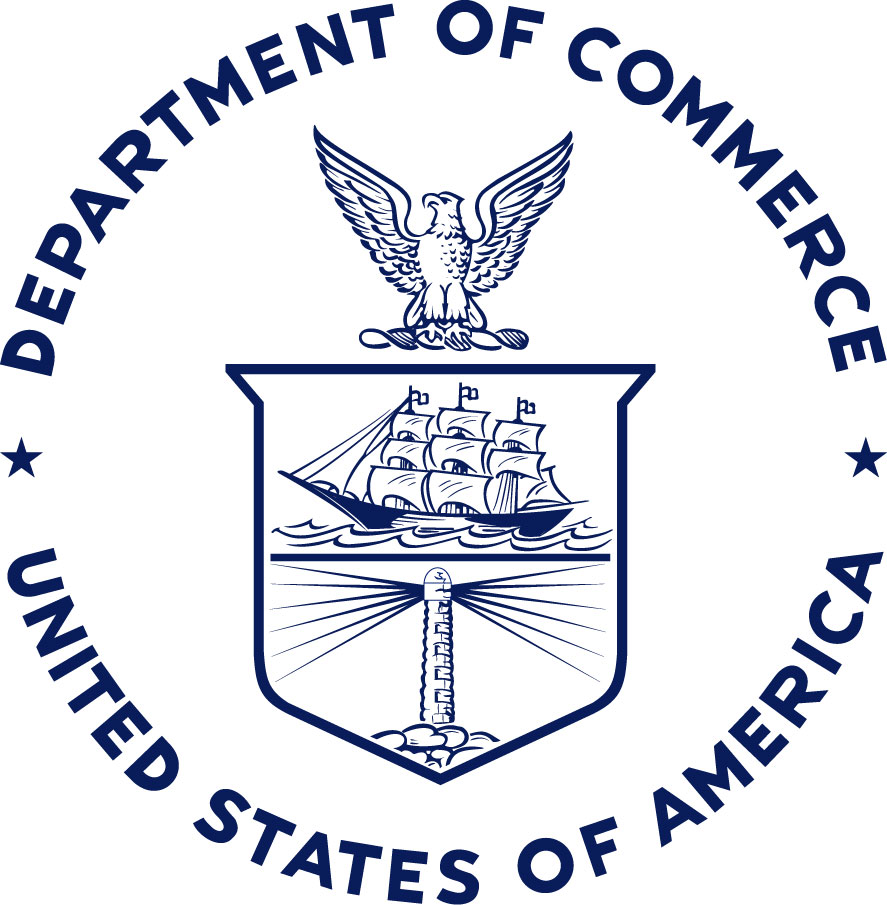 DEPARTMENT OF COMMERCE
UNITED STATES OF AMERICA